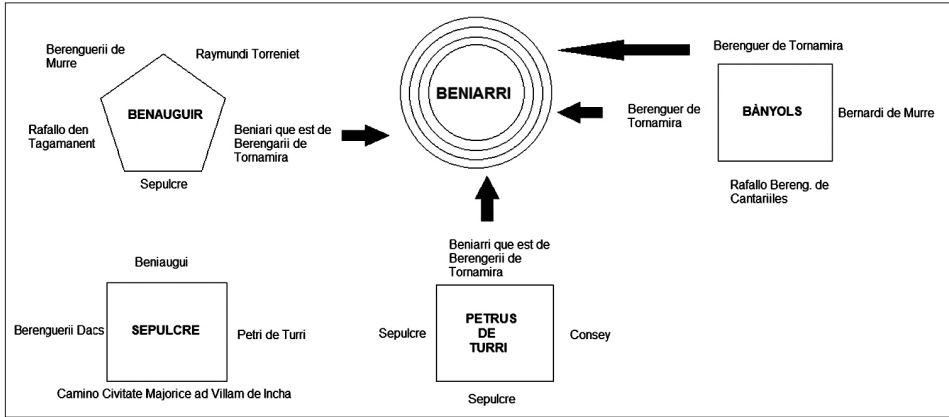 Berenguerii de
Murre
Raymundi Torreniet
BENAUGUIR
Rafallo den
Tagamanent
Beniari que est de
Berengarii de
Tornamira
Sepulcre
BENIARRI
Berenguer de Tornamira
Berenguer de
Tornamira
BÀNYOLS
Bernardi de Murre
Rafallo Bereng. de
Cantariiles
Beniaugui
Berenguerii Dacs
SEPULCRE
Petri de Turri
Camino Civitate Majorice ad Villam de Incha
Beniarri que est de
Berengerii de
Tornamira
Sepulcre
PETRUS
DE
TURRI
Consey
Sepulcre